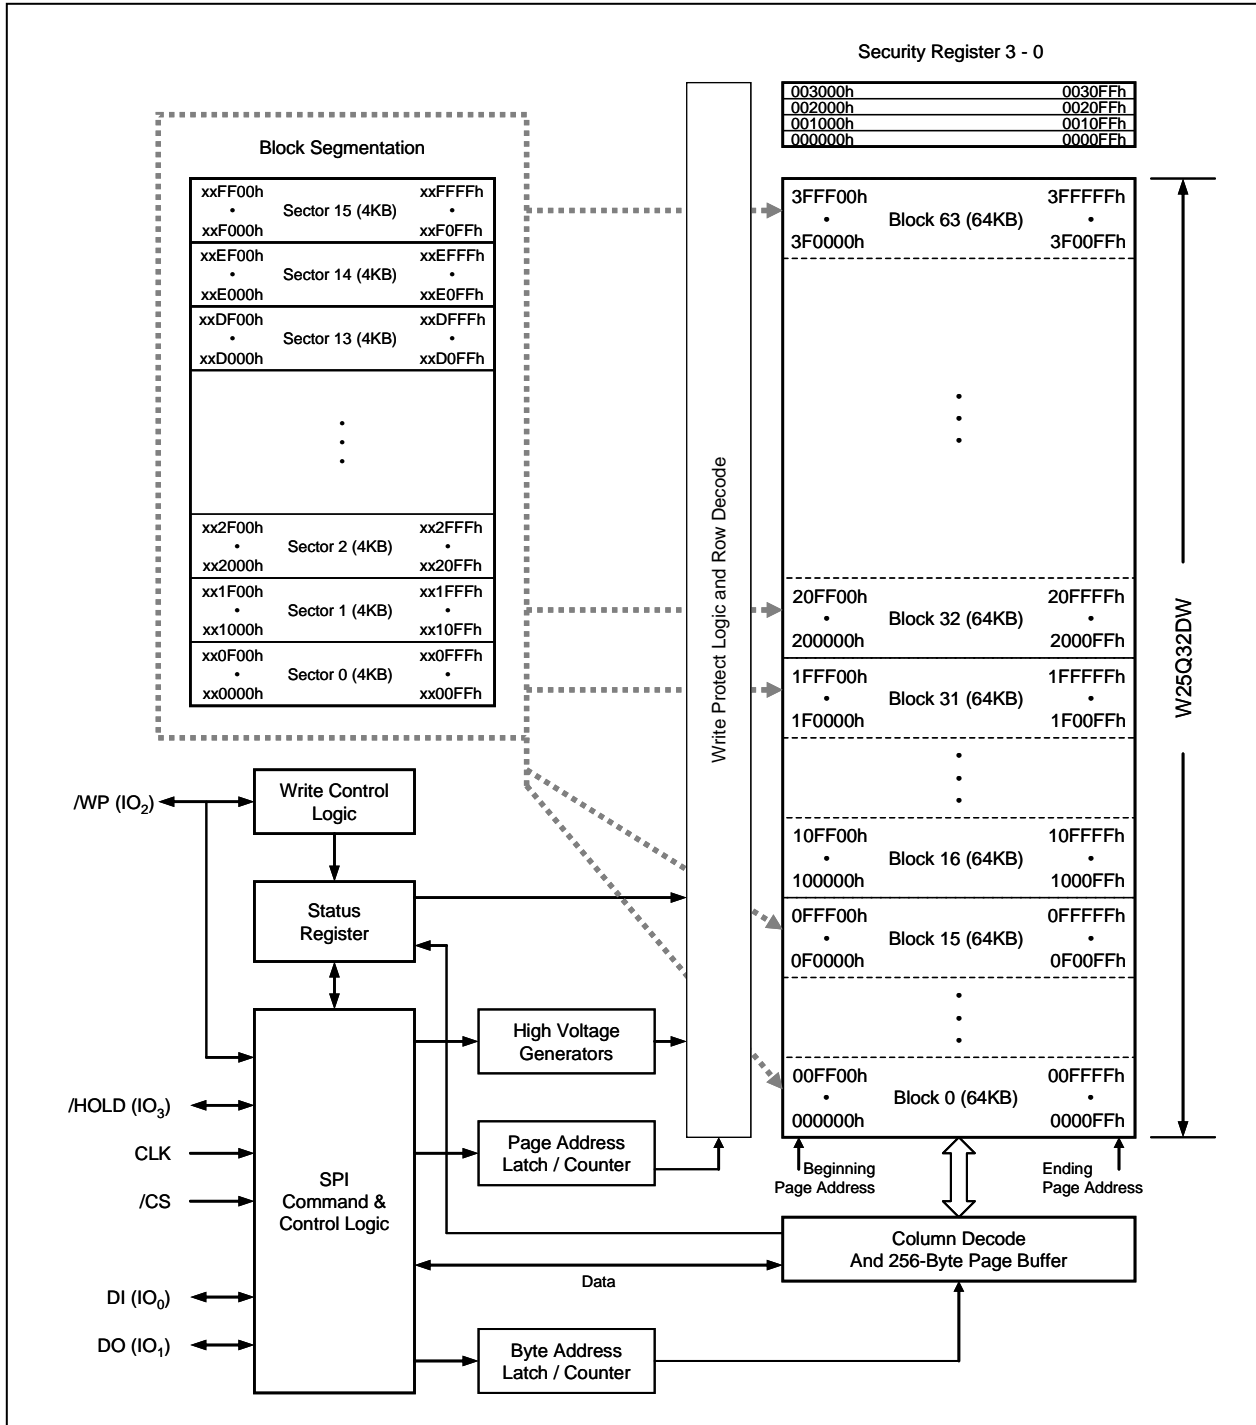 Security Register 3 - 0
003000h 0030FFh
002000h 0020FFh
001000h 0010FFh
000000h 0000FFh
Block Segmentation
xxFF00h xxFFFFh
• Sector 15 (4KB) •
xxF000h xxF0FFh
xxEF00h xxEFFFh
• Sector 14 (4KB) •
xxE000h xxE0FFh
xxDF00h xxDFFFh
• Sector 13 (4KB) •
xxD000h xxD0FFh
•
•
•
xx2F00h xx2FFFh
• Sector 2 (4KB) •
xx2000h xx20FFh
xx1F00h xx1FFFh
• Sector 1 (4KB) •
xx1000h xx10FFh
xx0F00h xx0FFFh
• Sector 0 (4KB) •
xx0000h xx00FFh
Write Protect Logic and Row Decode
3FFF00h 3FFFFFh
• Block 63 (64KB) •
3F0000h 3F00FFh
•
•
•
20FF00h 20FFFFh
• Block 32 (64KB) •
200000h 2000FFh
1FFF00h 1FFFFFh
• Block 31 (64KB) •
1F0000h 1F00FFh
•
•
•
10FF00h 10FFFFh
• Block 16 (64KB) •
100000h 1000FFh
0FFF00h 0FFFFFh
• Block 15 (64KB) •
0F0000h 0F00FFh
•
•
•
00FF00h 00FFFFh
• Block 0 (64KB) •
000000h 0000FFh
W25Q32DW
Beginning
Page Address
Ending
Page Address
/WP (IO2)
Write Control
Logic
Status
Register
High Voltage
Generators
/HOLD (IO3)
CLK
/CS
DI (IO0)
DO (IO1)
SPI
Command &
Control Logic
Page Address
Latch / Counter
Column Decode
And 256-Byte Page Buffer
Data
Byte Address
Latch / Counter